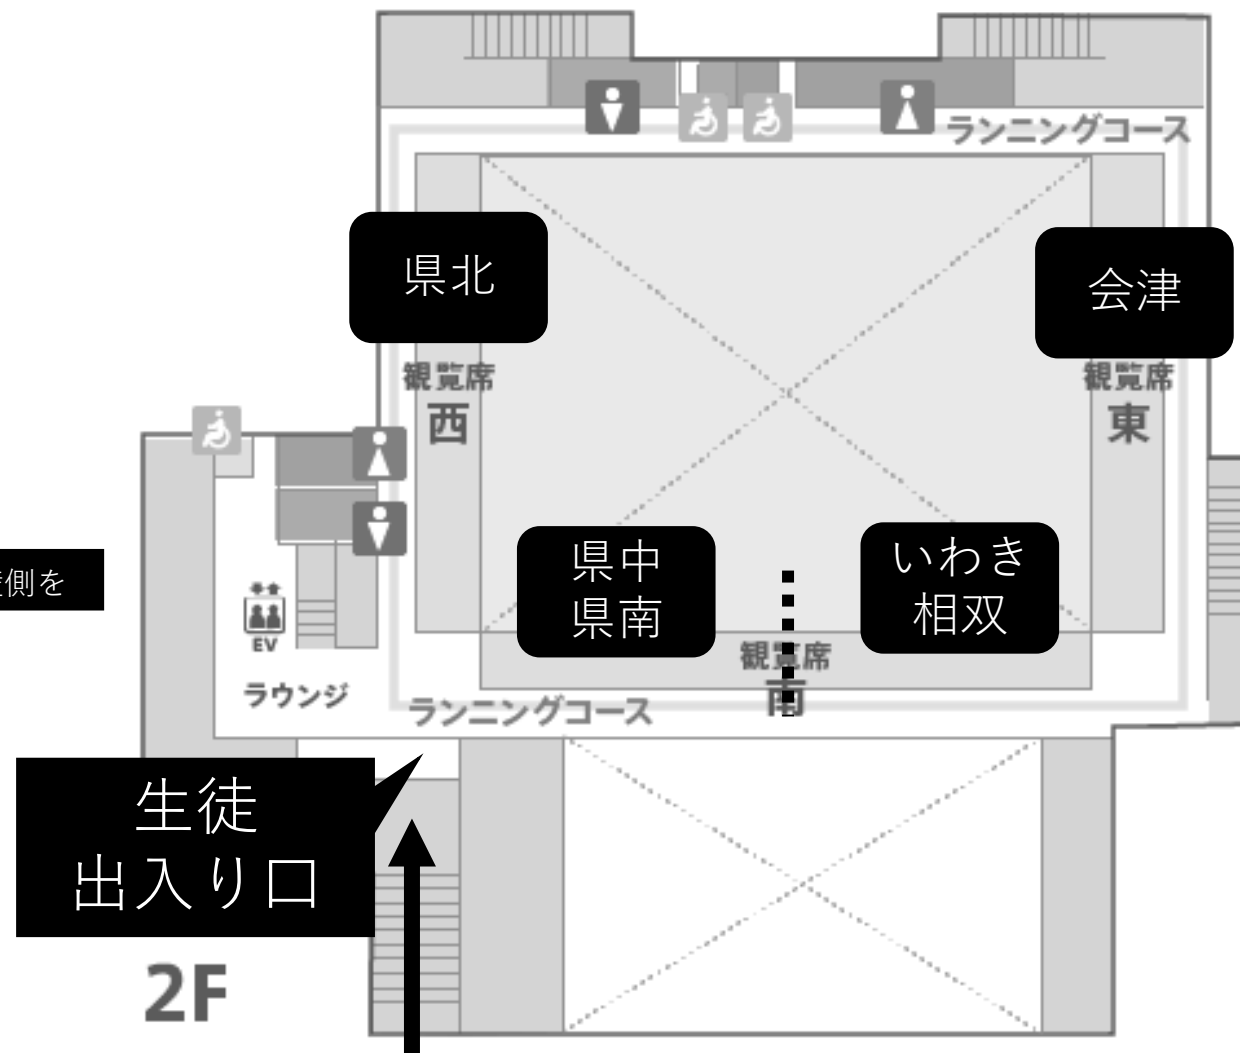 ランニングコース
県北
会津
観覧席
西
観覧席
東
県中
県南
いわき
相双
側を
EV
ラウンジ
観覧席
南
ランニングコース
生徒
出入り口
2F